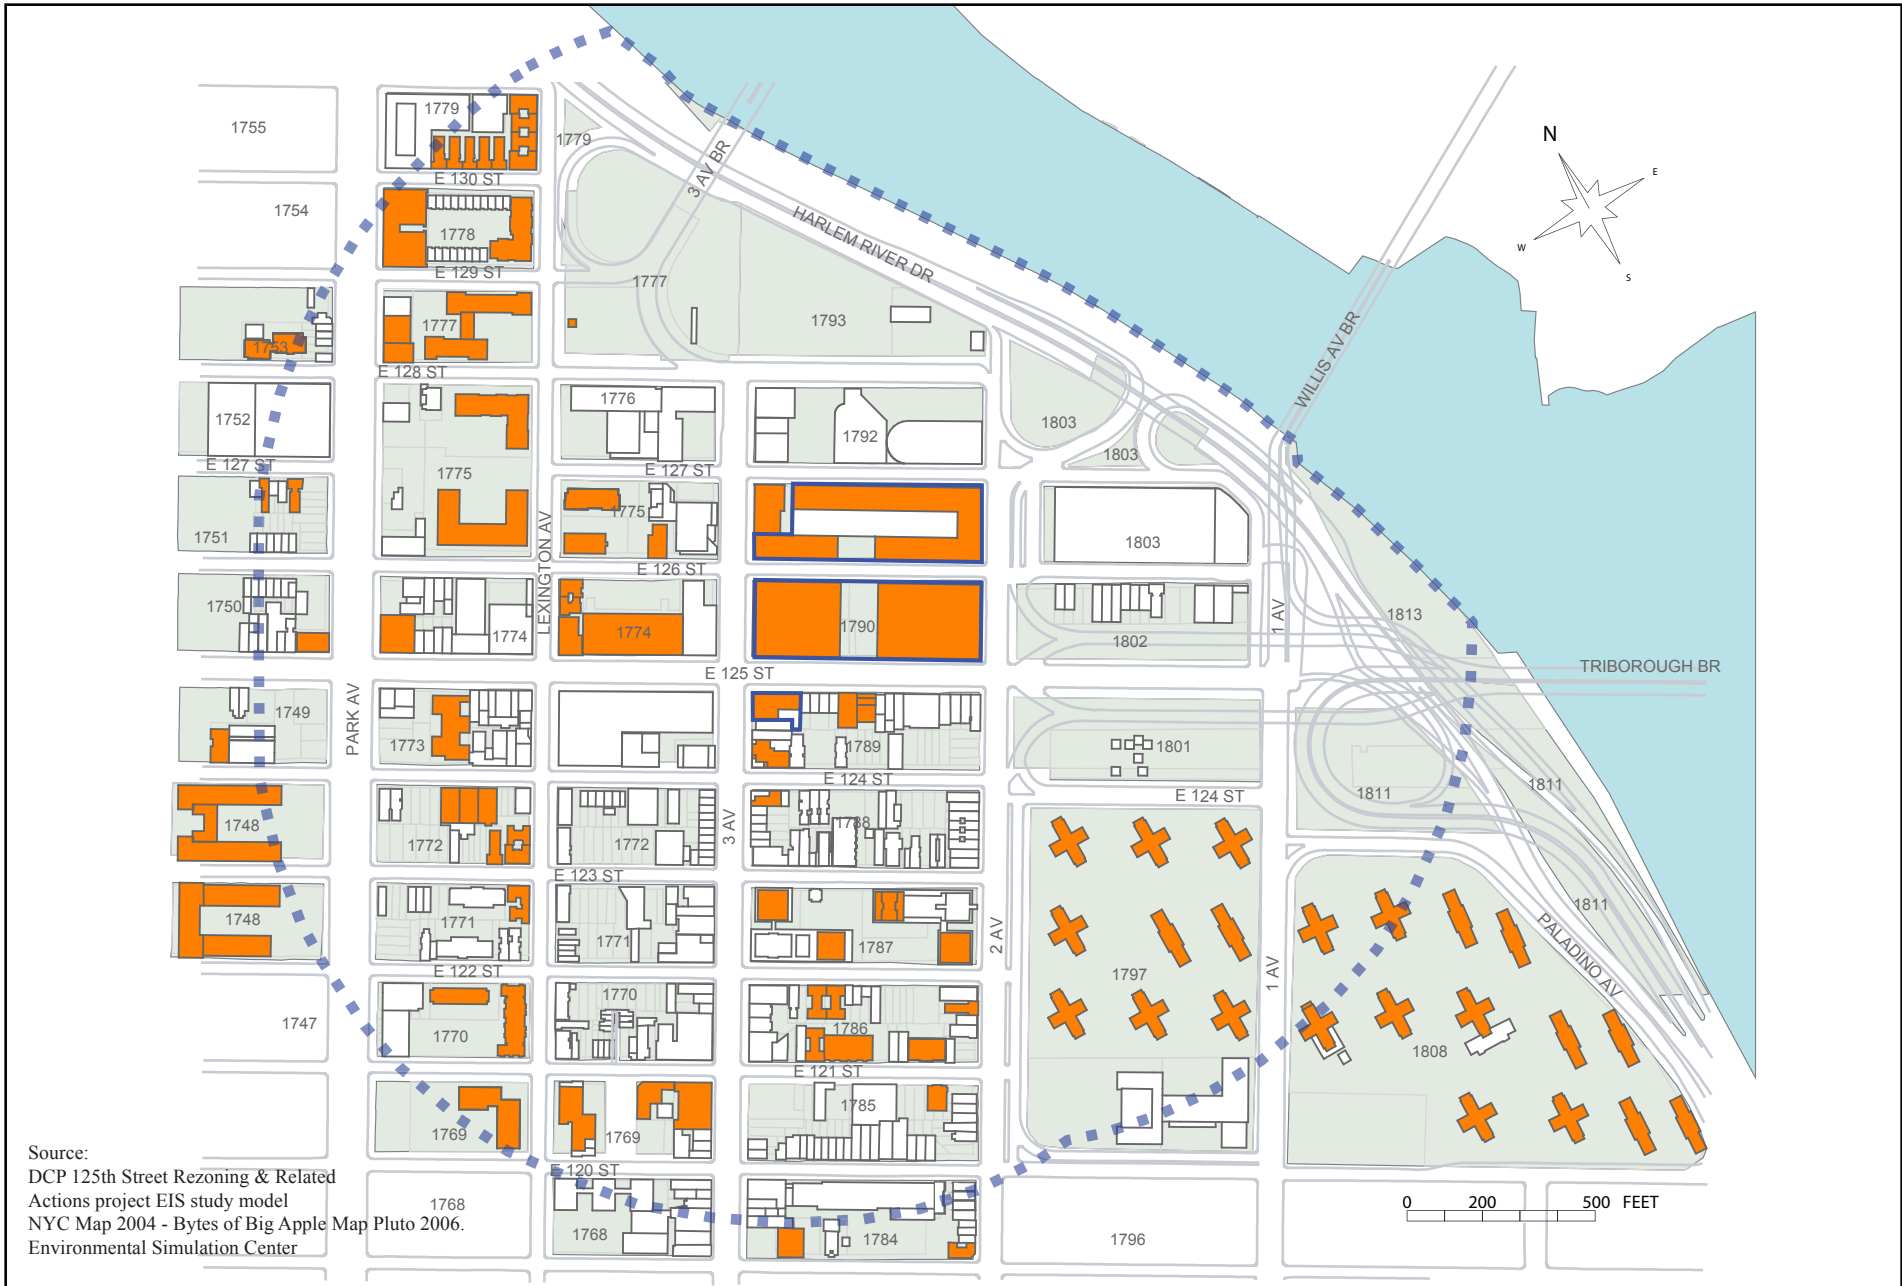 1755
1779
1779
E 130 ST
3 AV BR
N
E
W
S
1754
1778
E 129 ST
HARLEM RIVER DR
1777
1753
1777
1793
E 128 ST
WILLIS AV BR
1752
1776
1792
1803
1803
E 127 ST
1775
E 127 ST
1751
1775
LEXINGTON AV
1803
E 126 ST
1750
1774
1774
1790
1802
1 AV
1813
E 125 ST
TRIBOROUGH BR
1749
PARK AV
1773
1789
1801
E 124 ST
E 124 ST
1811
1811
1748
1772
1772
3 AV
1788
E 123 ST
1748
1771
1771
1787
2 AV
1811
PALADINO AV
E 122 ST
1797
1 AV
1747
1770
1770
1786
1808
E 121 ST
1769
1769
1785
E 120 ST
1768
1768
1784
1796
0 200 500 FEET
Source:
DCP 125th Street Rezoning & Related
Actions project EIS study model
NYC Map 2004 - Bytes of Big Apple Map Pluto 2006.
Environmental Simulation Center